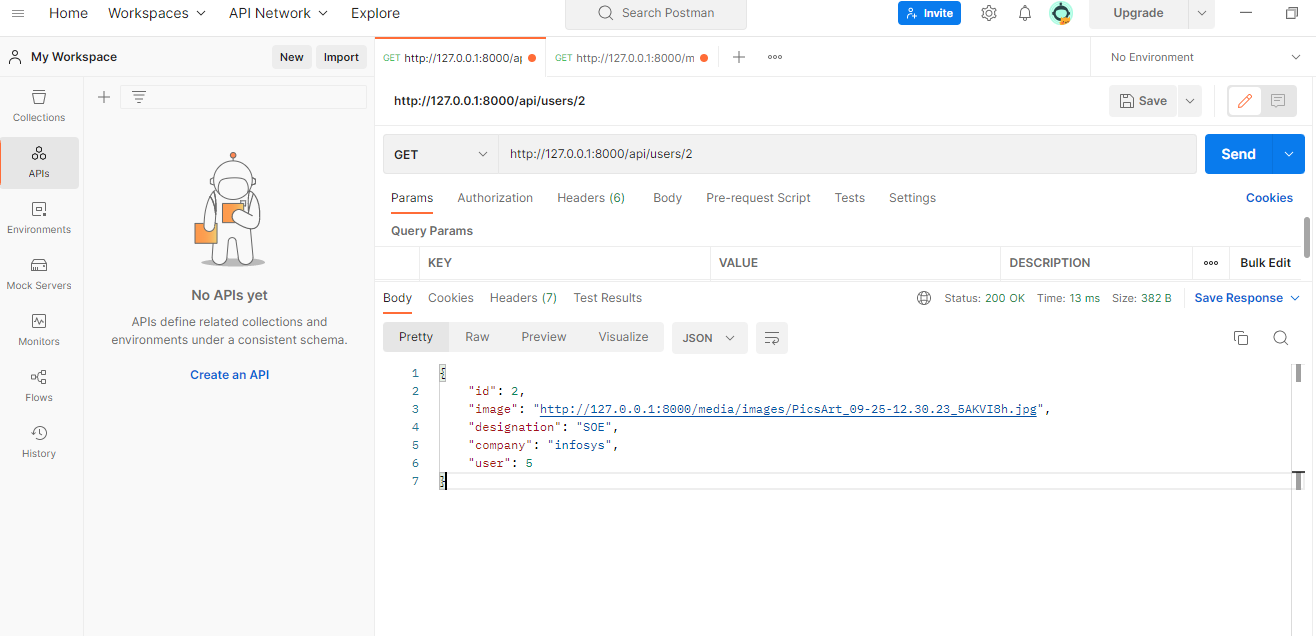 Home Workspaces API Network Explore Search Postman Invite Upgrade
My Workspace New Import GET http://127.0.0.1:8000/ap GET http://127.0.0.1:8000/m No Environment
Collections
APIs
Environments
Mock Servers
Monitors
Flows
History
No APIs yet
APIs define related collections and
environments under a consistent schema.
Create an API
http://127.0.0.1:8000/api/users/2 Save
GET http://127.0.0.1:8000/api/users/2 Send
Params Authorization Headers (6) Body Pre-request Script Tests Settings Cookies
Query Params
KEY VALUE DESCRIPTION Bulk Edit
Body Cookies Headers (7) Test Results Status: 200 OK Time: 13 ms Size: 382 B Save Response
Pretty Raw Preview Visualize JSON
1 {
2 "id": 2,
3 "image": "http://127.0.0.1:8000/media/images/PicsArt_09-25-12.30.23_5AKVI8h.jpg",
4 "designation": "SOE",
5 "company": "infosys",
6 "user": 5
7 }